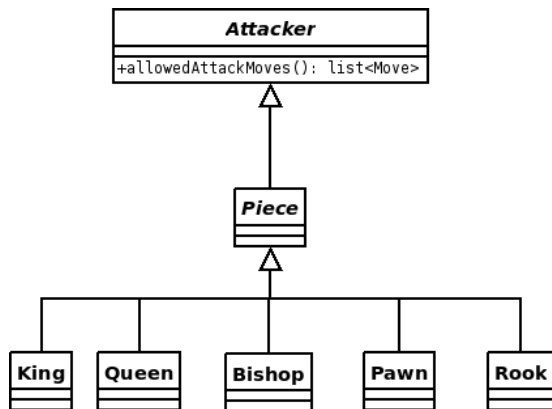 Attacker
+allowedAttackMoves(): list<Move>
Piece
King Queen Bishop Pawn Rook